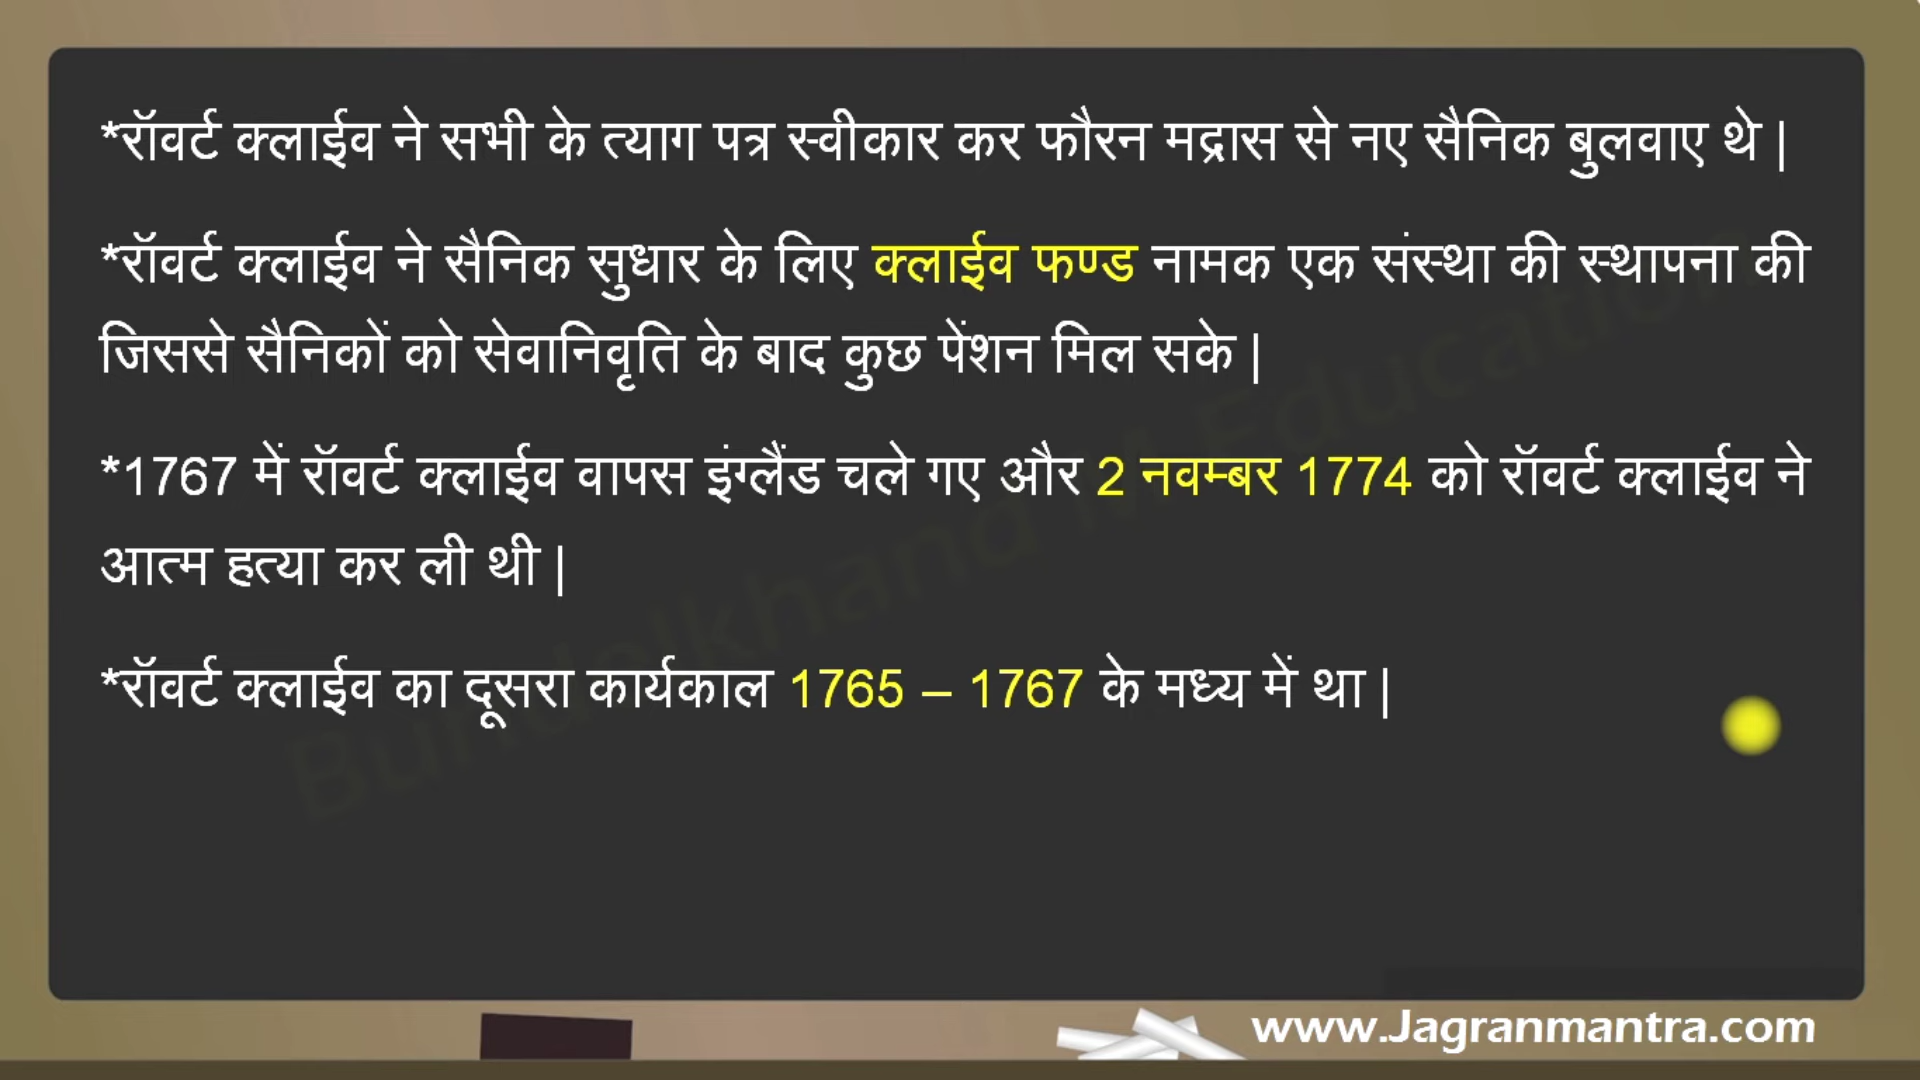 *रॉवर्ट क्लाईव ने सभी के त्याग पत्र स्वीकार कर फौरन मद्रास से नए सैनिक बुलवाए थे |
*रॉवर्ट क्लाईव ने सैनिक सुधार के लिए क्लाईव फण्ड नामक एक संस्था की स्थापना की
जिससे सैनिकों को सेवानिवृति के बाद कुछ पेंशन मिल सके |
*1767 में रॉवर्ट क्लाईव वापस इंग्लैंड चले गए और 2 नवम्बर 1774 को रॉवर्ट क्लाईव ने
आत्म हत्या कर ली थी |
*रॉवर्ट क्लाईव का दूसरा कार्यकाल 1765 – 1767 के मध्य में था |
Bundelkhand M Education
www.Jagranmantra.com